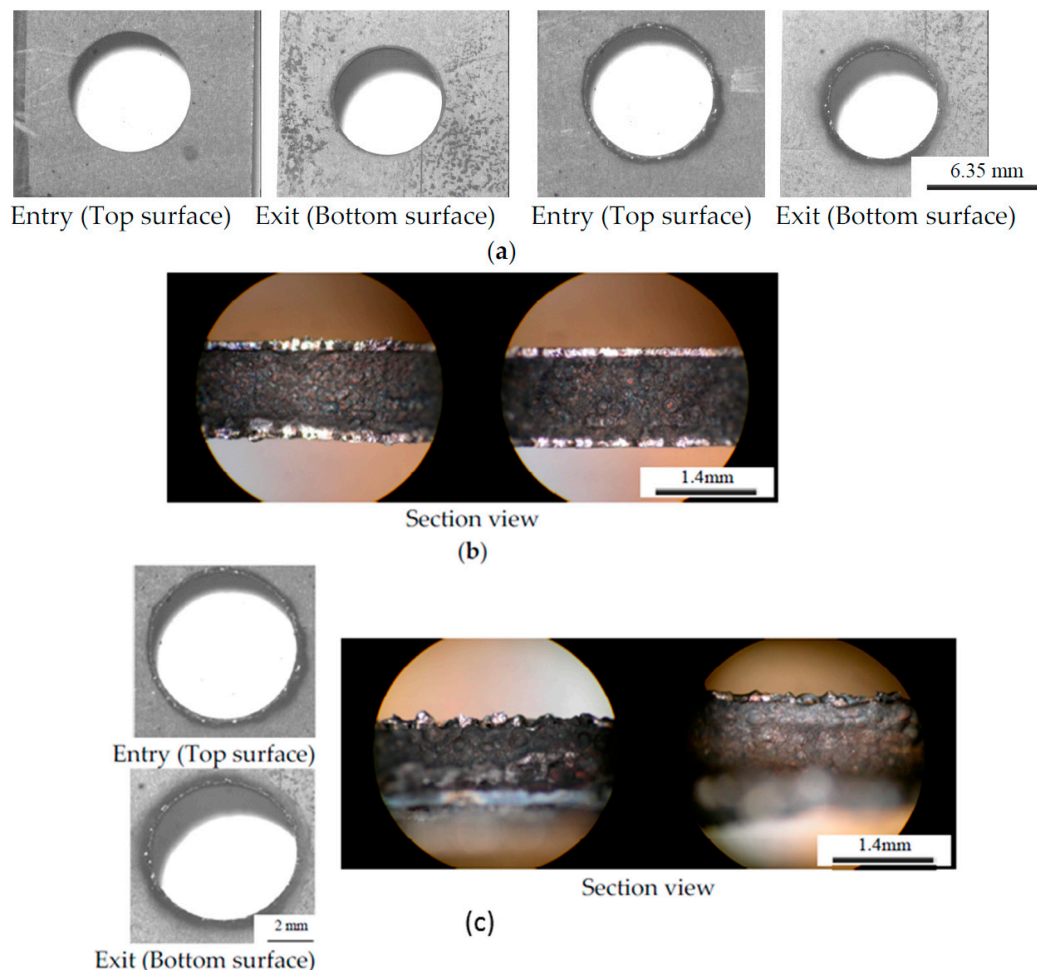 6.35 mm
Entry (Top surface) Exit (Bottom surface) Entry (Top surface) Exit (Bottom surface)
(a)
1.4mm
Section view
(b)
Entry (Top surface)
1.4mm
Section view
2 mm
(c)
Exit (Bottom surface)